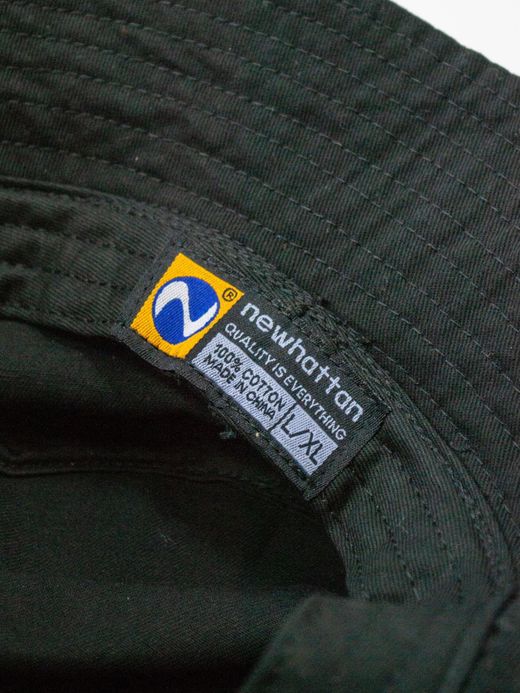 ®
newhattan
QUALITY IS EVERYTHING
100% COTTON
MADE IN CHINA
L/XL